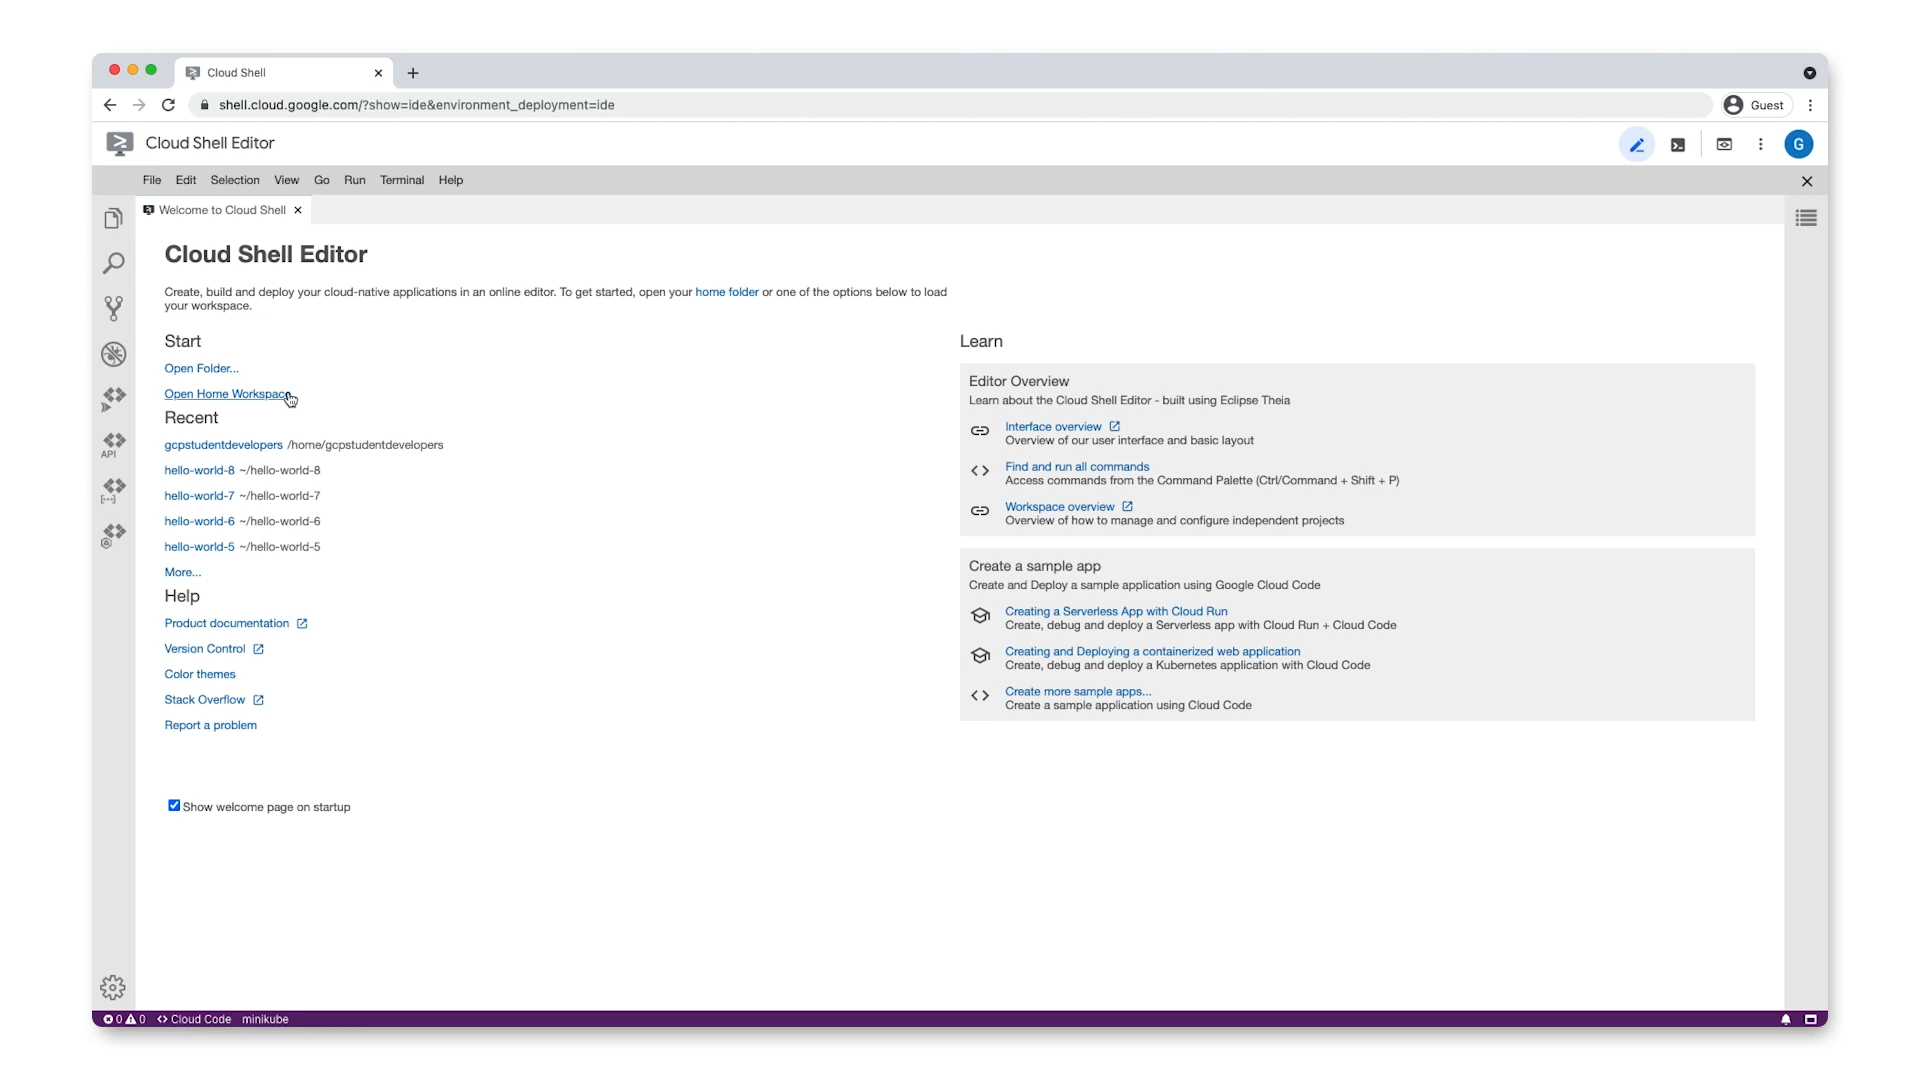 Cloud Shell
shell.cloud.google.com/?show=ide&environment_deployment=ide
Guest
Cloud Shell Editor
G
File Edit Selection View Go Run Terminal Help
Welcome to Cloud Shell
Cloud Shell Editor
Create, build and deploy your cloud-native applications in an online editor. To get started, open your home folder or one of the options below to load
your workspace.
Start
Open Folder...
Open Home Workspace
Recent
gcpstudentdevelopers /home/gcpstudentdevelopers
hello-world-8 ~/hello-world-8
hello-world-7 ~/hello-world-7
hello-world-6 ~/hello-world-6
hello-world-5 ~/hello-world-5
More...
Help
Product documentation
Version Control
Color themes
Stack Overflow
Report a problem
Show welcome page on startup
Learn
Editor Overview
Learn about the Cloud Shell Editor - built using Eclipse Theia
Interface overview
Overview of our user interface and basic layout
Find and run all commands
Access commands from the Command Palette (Ctrl/Command + Shift + P)
Workspace overview
Overview of how to manage and configure independent projects
Create a sample app
Create and Deploy a sample application using Google Cloud Code
Creating a Serverless App with Cloud Run
Create, debug and deploy a Serverless app with Cloud Run + Cloud Code
Creating and Deploying a containerized web application
Create, debug and deploy a Kubernetes application with Cloud Code
Create more sample apps...
Create a sample application using Cloud Code
API
0 0 Cloud Code minikube